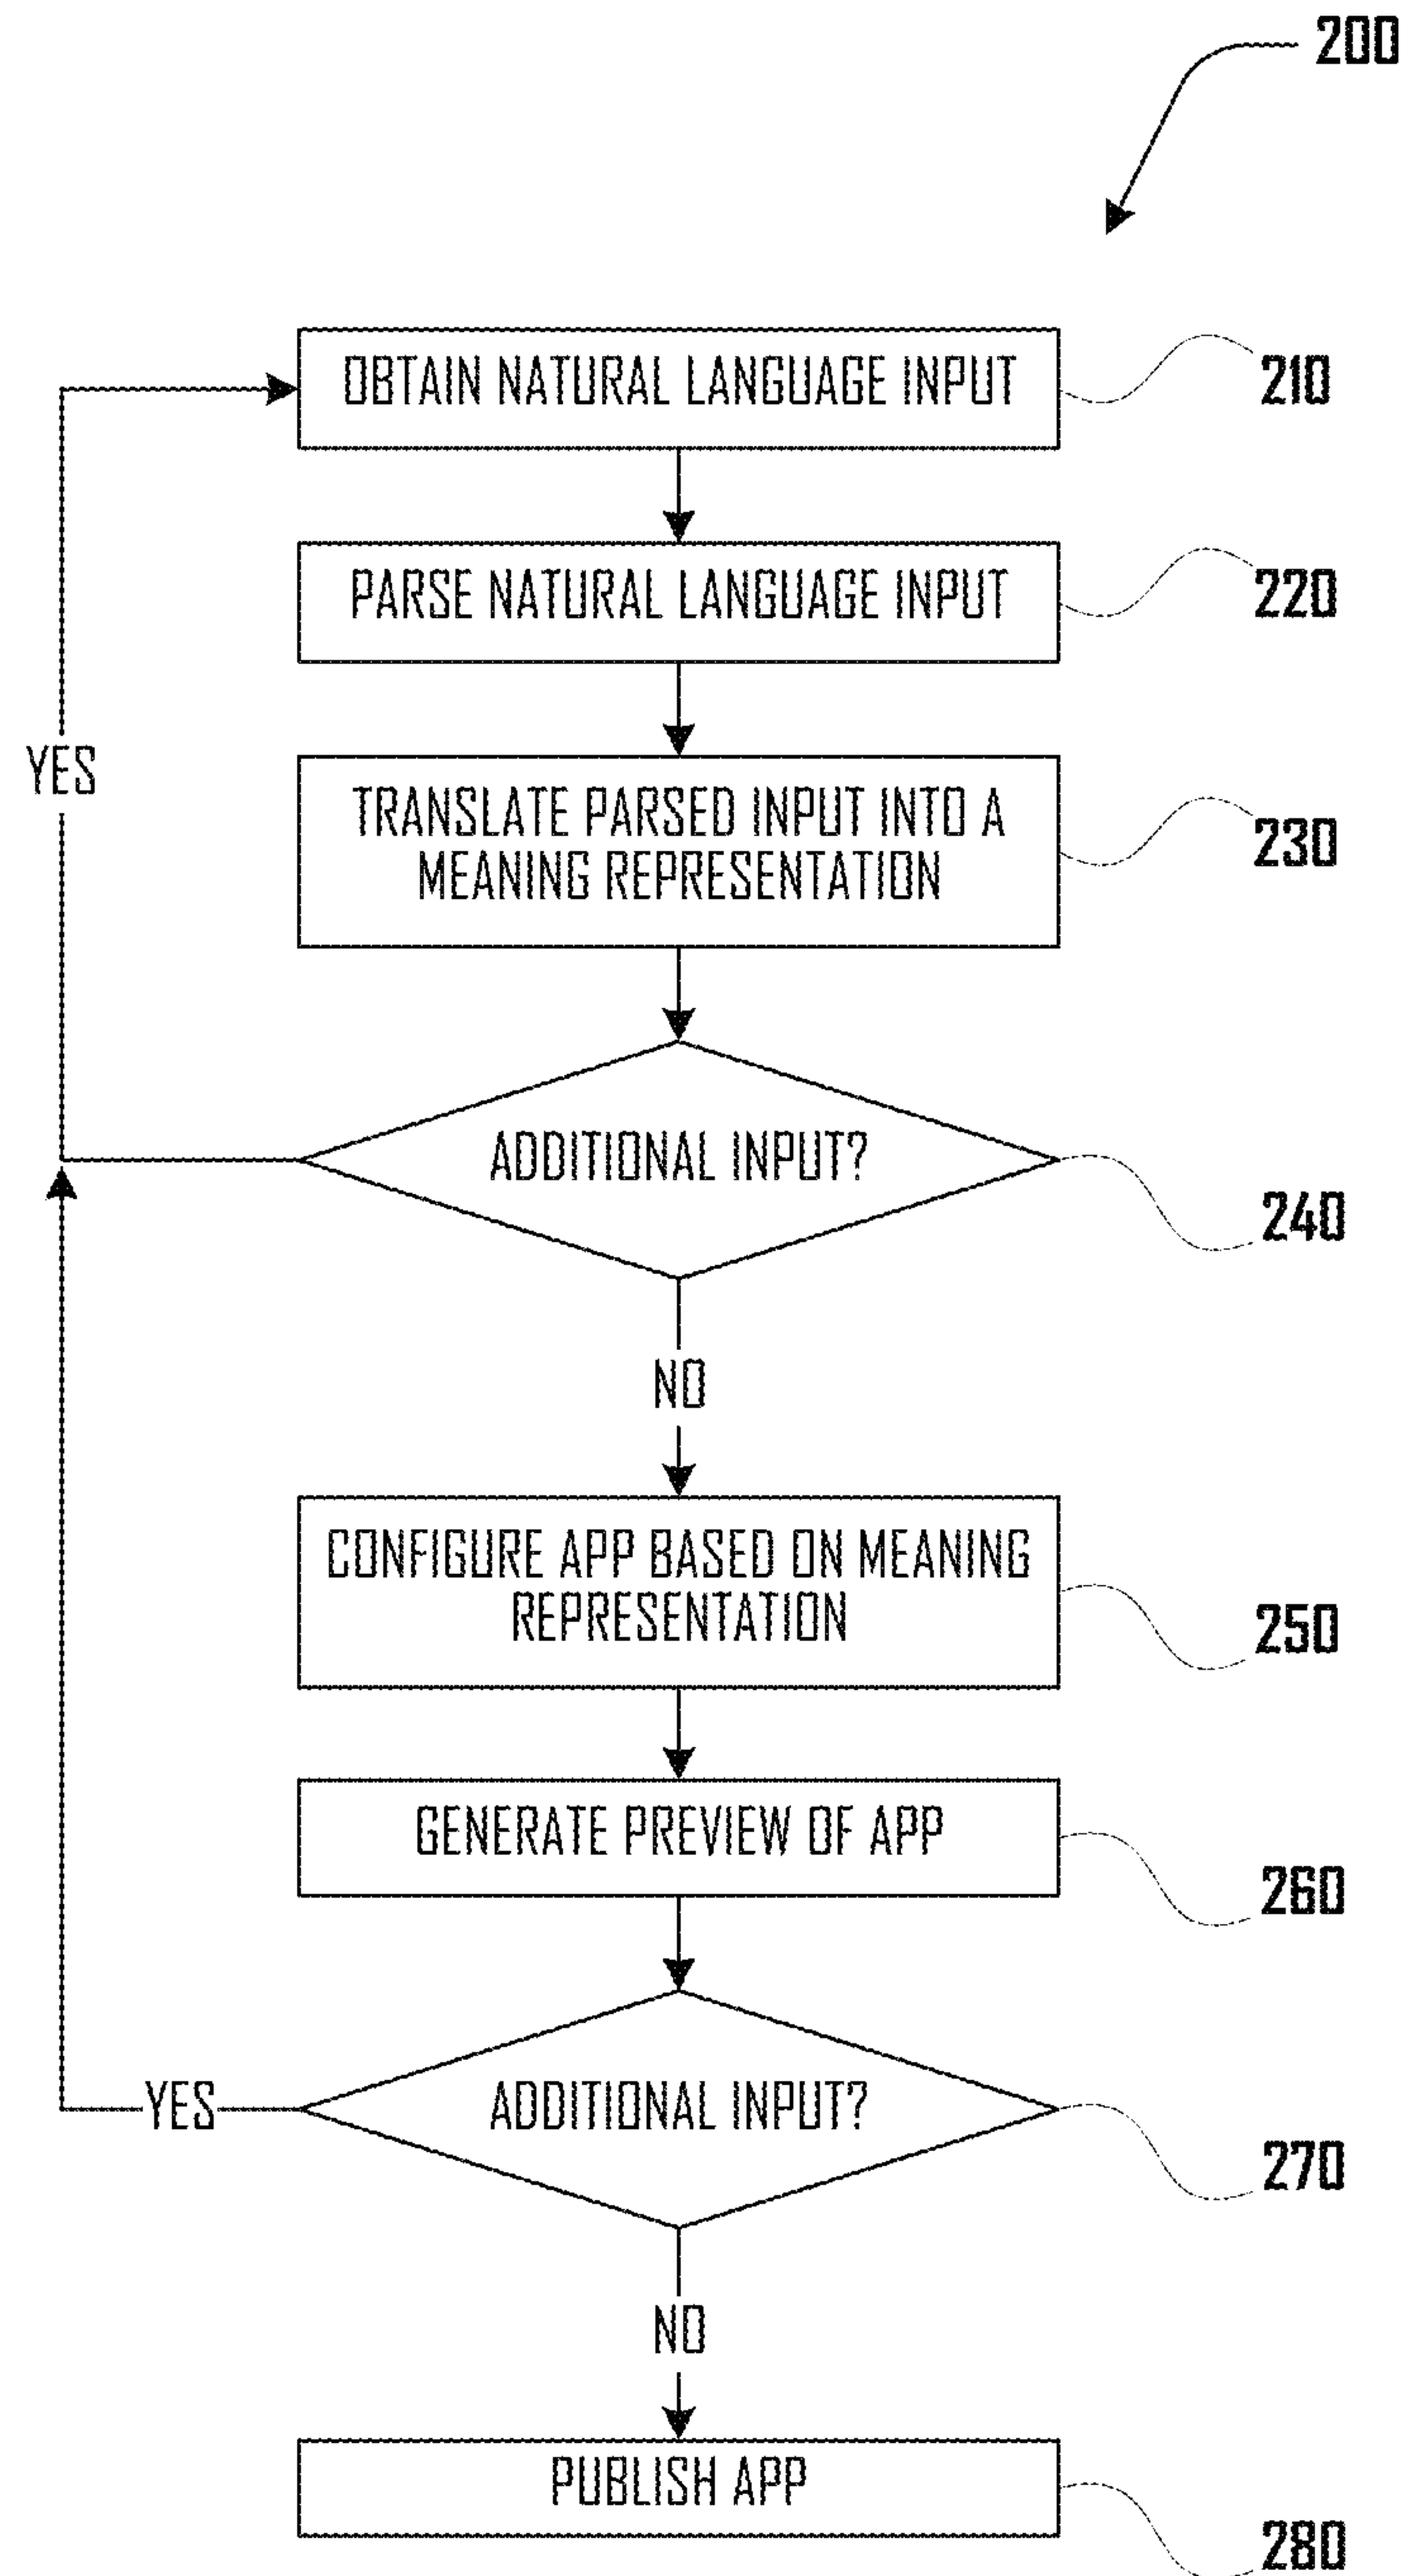 200
OBTAIN NATURAL LANGUAGE INPUT
210
PARSE NATURAL LANGUAGE INPUT
220
YES
TRANSLATE PARSED INPUT INTO A
MEANING REPRESENTATION
230
ADDITIONAL INPUT?
240
NO
CONFIGURE APP BASED ON MEANING
REPRESENTATION
250
GENERATE PREVIEW OF APP
260
YES
ADDITIONAL INPUT?
270
NO
PUBLISH APP
280